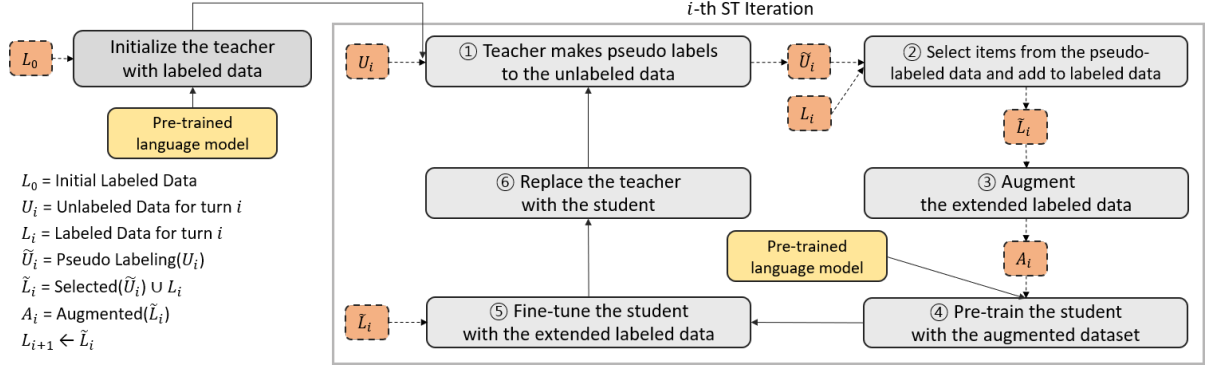 𝑖-th ST Iteration
L₀
Initialize the teacher
with labeled data
Pre-trained
language model
L₀ = Initial Labeled Data
Uᵢ = Unlabeled Data for turn 𝑖
Lᵢ = Labeled Data for turn 𝑖
Ũᵢ = Pseudo Labeling(Uᵢ)
L̃ᵢ = Selected(Ũᵢ) ∪ Lᵢ
Aᵢ = Augmented(L̃ᵢ)
Lᵢ₊₁ ← L̃ᵢ
Uᵢ
① Teacher makes pseudo labels
to the unlabeled data
Ũᵢ
Lᵢ
② Select items from the pseudo-
labeled data and add to labeled data
L̃ᵢ
③ Augment
the extended labeled data
Aᵢ
Pre-trained
language model
④ Pre-train the student
with the augmented dataset
L̃ᵢ
⑤ Fine-tune the student
with the extended labeled data
⑥ Replace the teacher
with the student